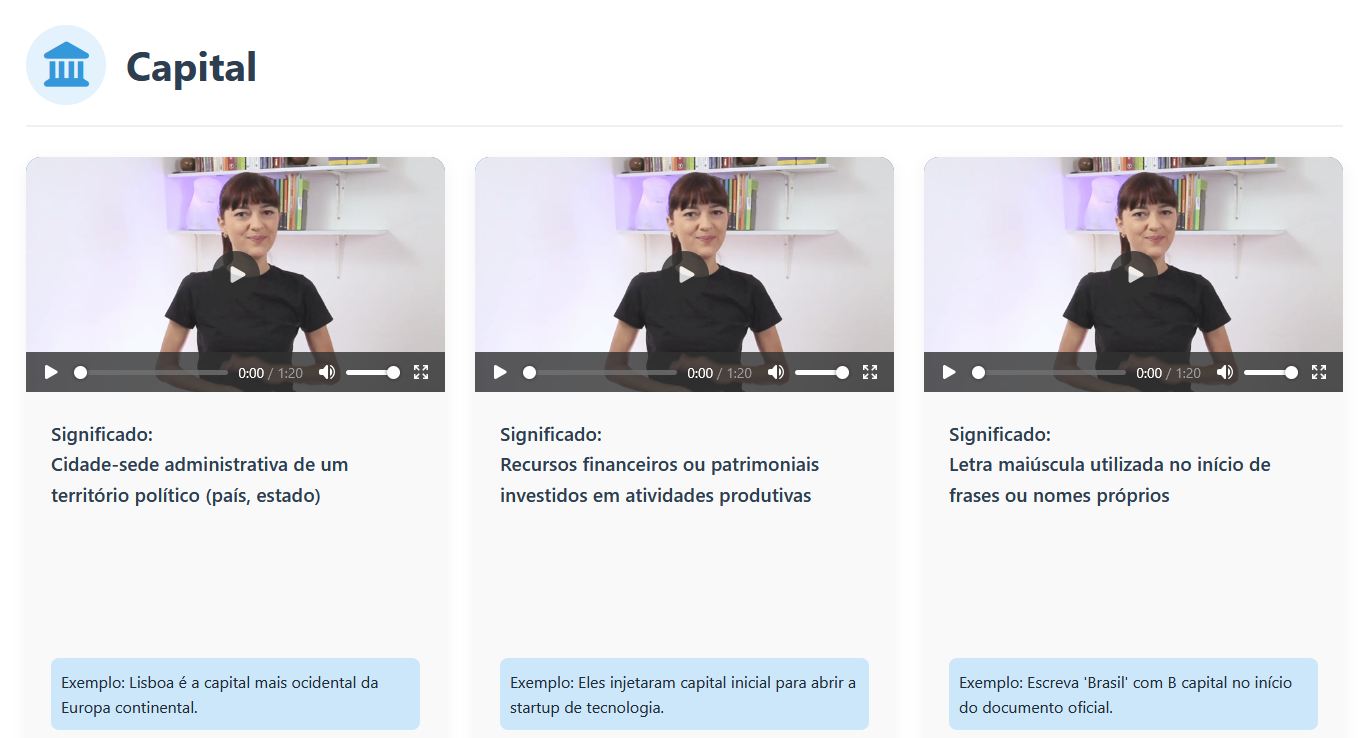 Capital
0:00 / 1:20
0:00 / 1:20
0:00 / 1:20
Significado:
Cidade-sede administrativa de um
território político (país, estado)
Exemplo: Lisboa é a capital mais ocidental da
Europa continental.
Significado:
Recursos financeiros ou patrimoniais
investidos em atividades produtivas
Exemplo: Eles injetaram capital inicial para abrir a
startup de tecnologia.
Significado:
Letra maiúscula utilizada no início de
frases ou nomes próprios
Exemplo: Escreva 'Brasil' com B capital no início
do documento oficial.